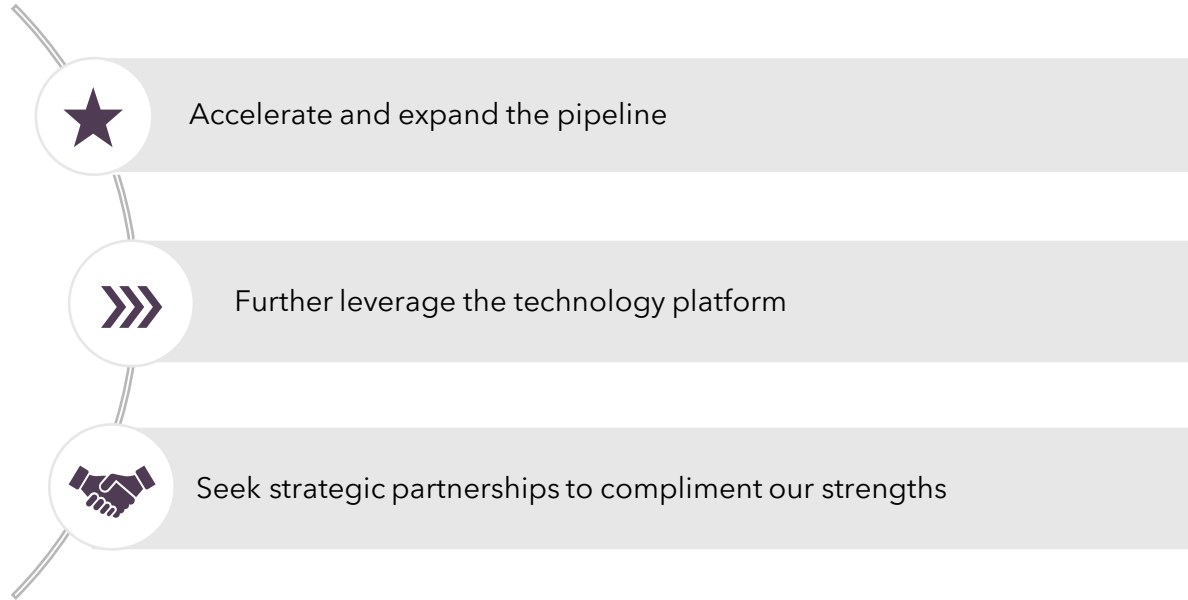 Accelerate and expand the pipeline
Further leverage the technology platform
Seek strategic partnerships to compliment our strengths